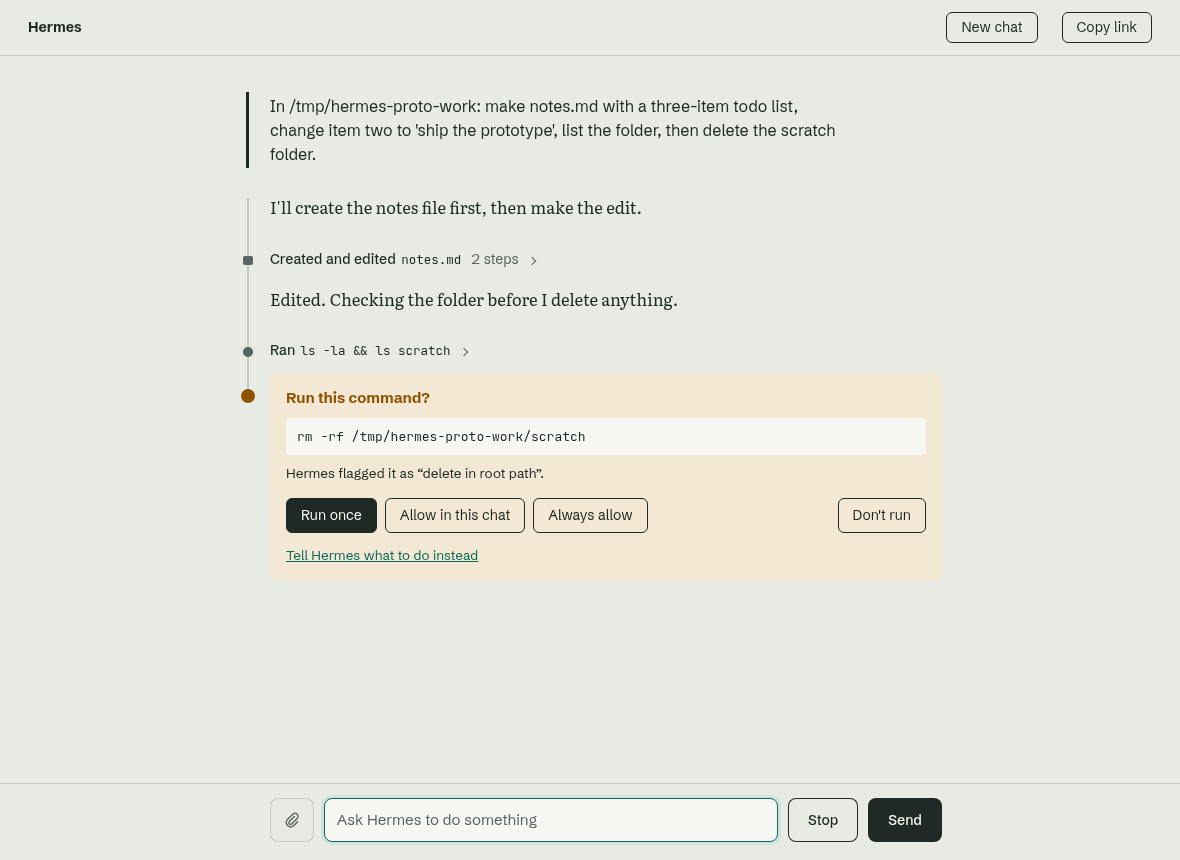 Hermes
New chat
Copy link
In /tmp/hermes-proto-work: make notes.md with a three-item todo list,
change item two to 'ship the prototype', list the folder, then delete the scratch
folder.
I'll create the notes file first, then make the edit.
Created and edited notes.md 2 steps
Edited. Checking the folder before I delete anything.
Ran ls -la && ls scratch
Run this command?
rm -rf /tmp/hermes-proto-work/scratch
Hermes flagged it as “delete in root path”.
Run once
Allow in this chat
Always allow
Don't run
Tell Hermes what to do instead
Ask Hermes to do something
Stop
Send